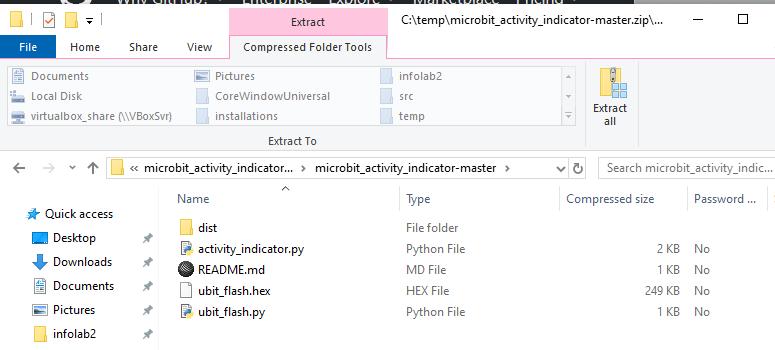 Why GitHub? Enterprise Explore Marketplace Pricing
Extract C:\temp\microbit_activity_indicator-master.zip\...
File Home Share View Compressed Folder Tools
Documents Pictures infolab2
Local Disk CoreWindowUniversal src
virtualbox_share (\\VBoxSvr) installations temp
Extract all
Extract To
« microbit_activity_indicator... › microbit_activity_indicator-master › Search microbit_activity_indic...
Name Type Compressed size Password ...
Quick access
Desktop
Downloads
Documents
Pictures
infolab2
dist File folder
activity_indicator.py Python File 2 KB No
README.md MD File 1 KB No
ubit_flash.hex HEX File 249 KB No
ubit_flash.py Python File 1 KB No